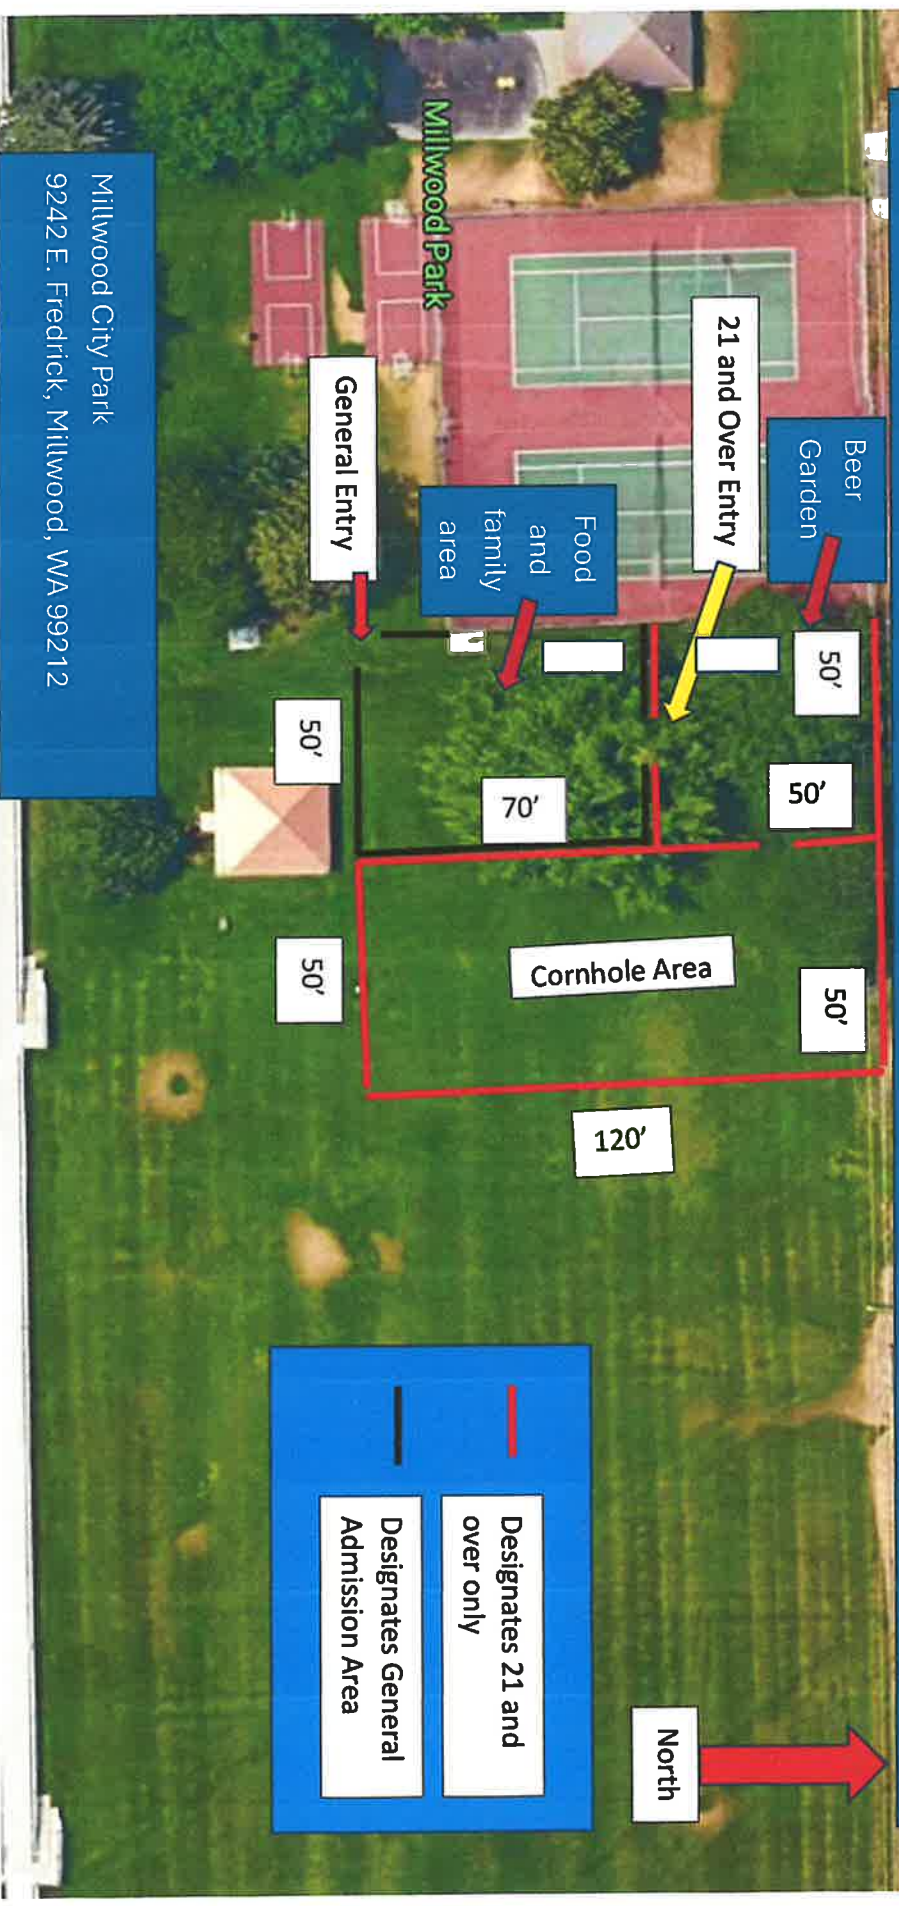 Beer
Garden
21 and Over Entry
Food
and
family
area
General Entry
Millwood Park
50'
50'
70'
50'
Cornhole Area
50'
50'
120'
Millwood City Park
9242 E. Fredrick, Millwood, WA 99212
Designates 21 and
over only
Designates General
Admission Area
North